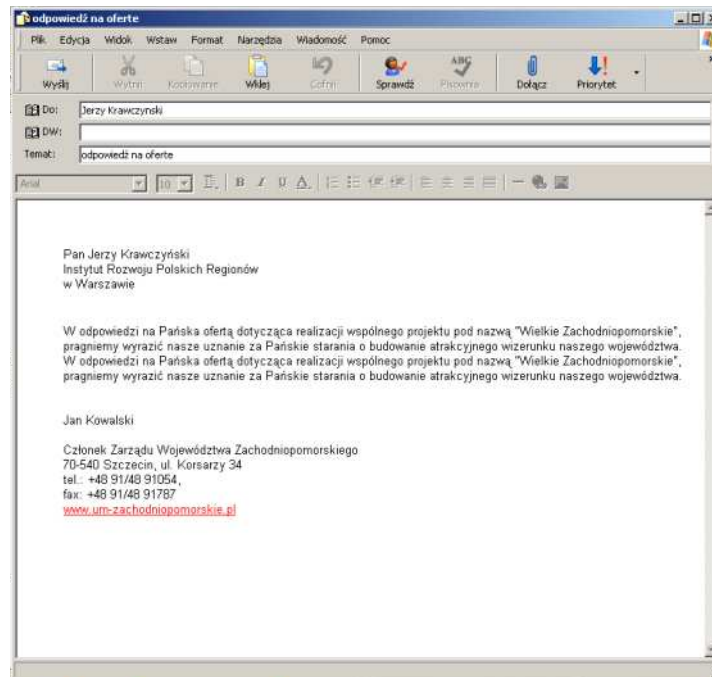 odpowiedź na oferte
Plik Edycja Widok Wstaw Format Narzędzia Wiadomość Pomoc
Wyślij Wytnij Kopiowanie Wklej Cofnij Sprawdź Pisownia Dołącz Priorytet
Do: Jerzy Krawczynski
DW:
Temat: odpowiedź na oferte
Arial 10 B I U A
Pan Jerzy Krawczyński
Instytut Rozwoju Polskich Regionów
w Warszawie
W odpowiedzi na Pańska ofertą dotycząca realizacji wspólnego projektu pod nazwą "Wielkie Zachodniopomorskie",
pragniemy wyrazić nasze uznanie za Pańskie starania o budowanie atrakcyjnego wizerunku naszego województwa.
W odpowiedzi na Pańska ofertą dotycząca realizacji wspólnego projektu pod nazwą "Wielkie Zachodniopomorskie",
pragniemy wyrazić nasze uznanie za Pańskie starania o budowanie atrakcyjnego wizerunku naszego województwa.
Jan Kowalski
Członek Zarządu Województwa Zachodniopomorskiego
70-540 Szczecin, ul. Korsarzy 34
tel.: +48 91/48 91054,
fax: +48 91/48 91787
www.um-zachodniopomorskie.pl